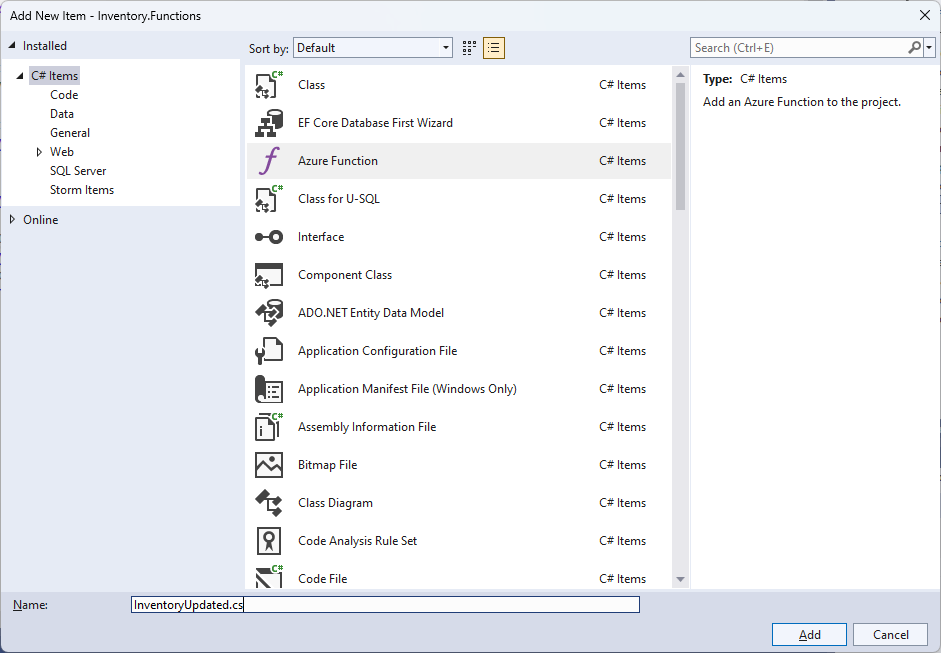 Add New Item - Inventory.Functions
Installed
C# Items
Code
Data
General
Web
SQL Server
Storm Items
Online
Sort by: Default
Search (Ctrl+E)
C# Class C# Items
EF Core Database First Wizard C# Items
Azure Function C# Items
C# Class for U-SQL C# Items
Interface C# Items
Component Class C# Items
ADO.NET Entity Data Model C# Items
Application Configuration File C# Items
Application Manifest File (Windows Only) C# Items
C# Assembly Information File C# Items
Bitmap File C# Items
Class Diagram C# Items
Code Analysis Rule Set C# Items
C# Code File C# Items
Type: C# Items
Add an Azure Function to the project.
Name: InventoryUpdated.cs
Add Cancel